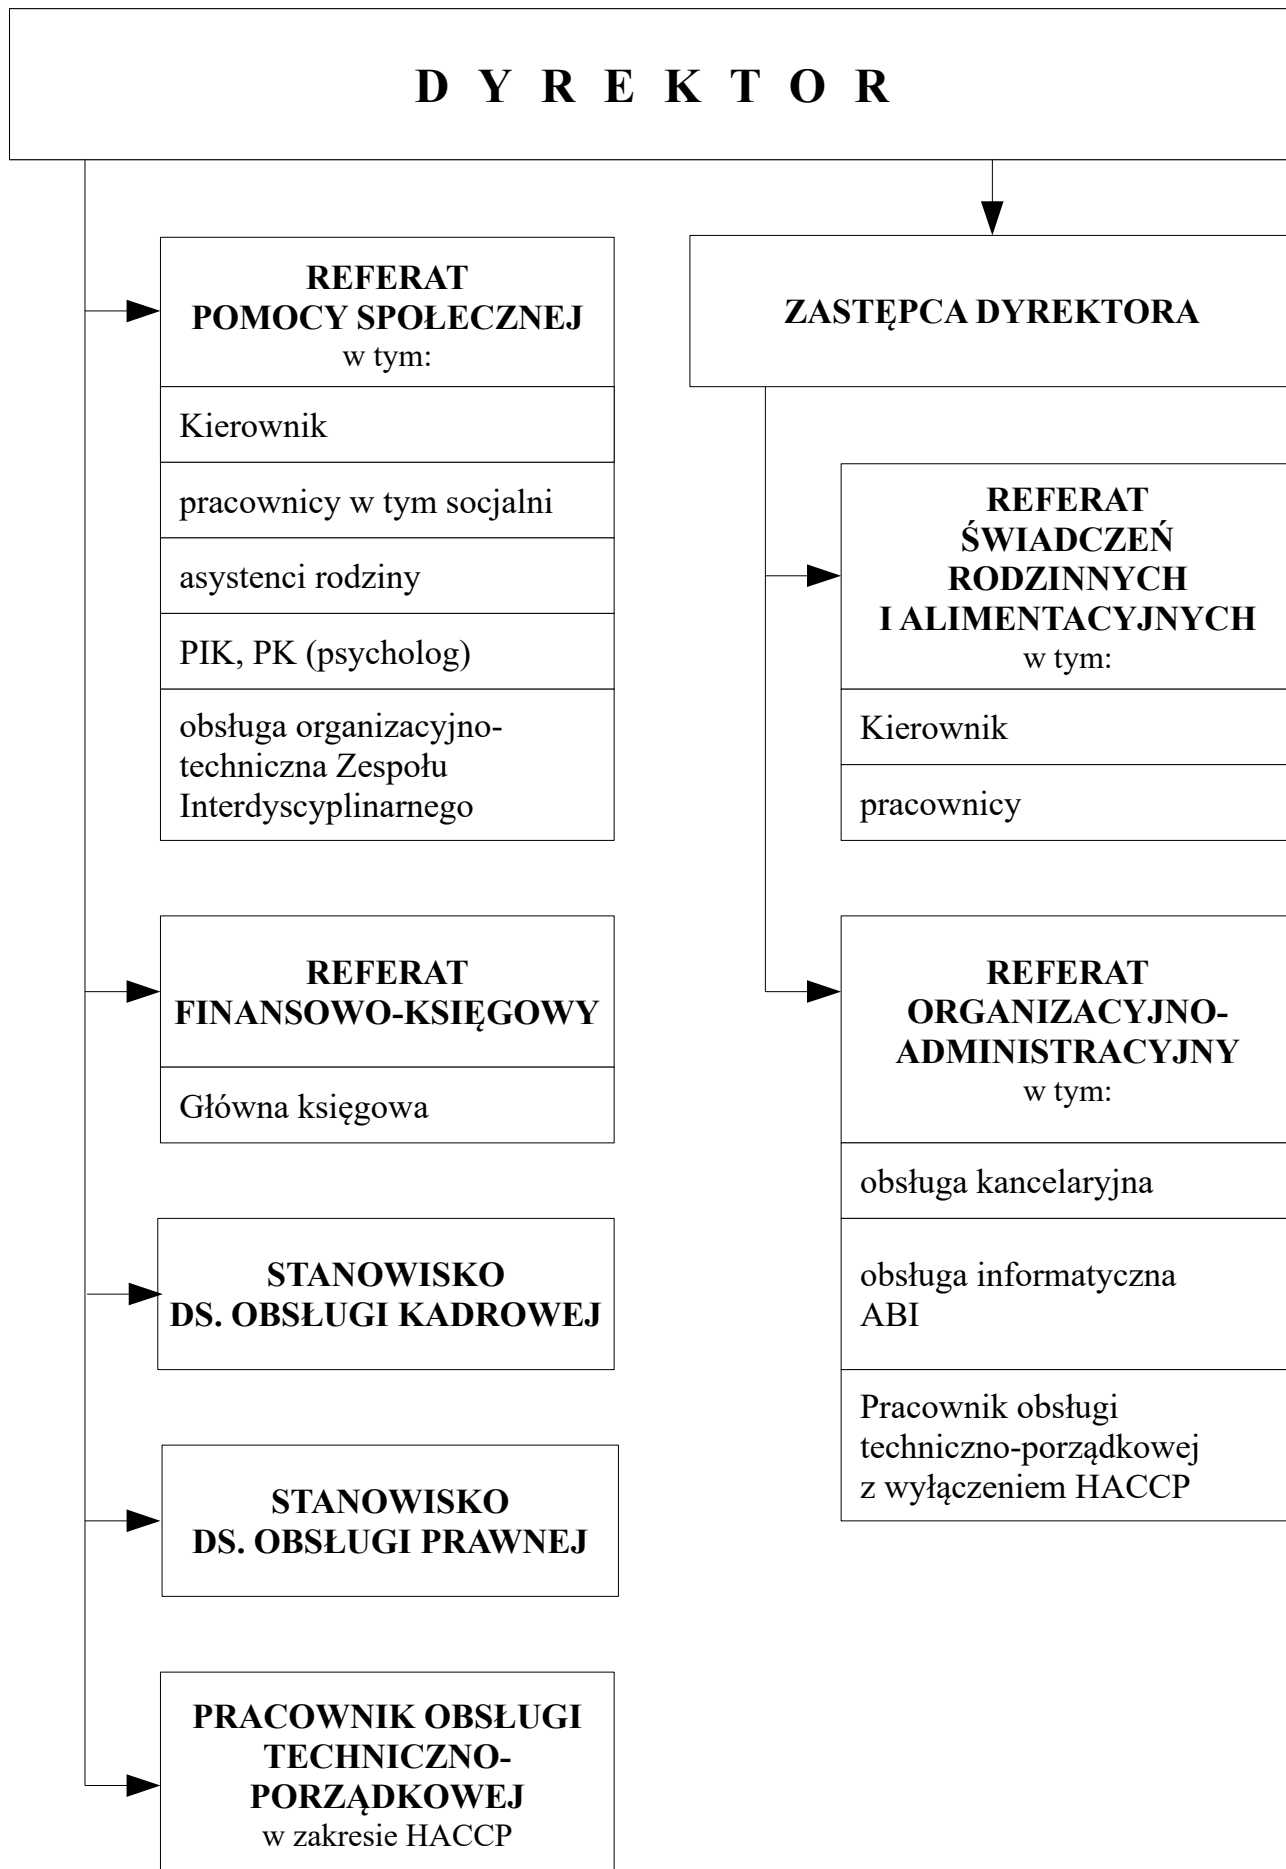 D Y R E K T O R
REFERAT
POMOCY SPOŁECZNEJ
w tym:
Kierownik
pracownicy w tym socjalni
asystenci rodziny
PIK, PK (psycholog)
obsługa organizacyjno-
techniczna Zespołu
Interdyscyplinarnego
REFERAT
FINANSOWO-KSIĘGOWY
Główna księgowa
STANOWISKO
DS. OBSŁUGI KADROWEJ
STANOWISKO
DS. OBSŁUGI PRAWNEJ
PRACOWNIK OBSŁUGI
TECHNICZNO-
PORZĄDKOWEJ
w zakresie HACCP
ZASTĘPCA DYREKTORA
REFERAT
ŚWIADCZEŃ
RODZINNYCH
I ALIMENTACYJNYCH
w tym:
Kierownik
pracownicy
REFERAT
ORGANIZACYJNO-
ADMINISTRACYJNY
w tym:
obsługa kancelaryjna
obsługa informatyczna
ABI
Pracownik obsługi
techniczno-porządkowej
z wyłączeniem HACCP